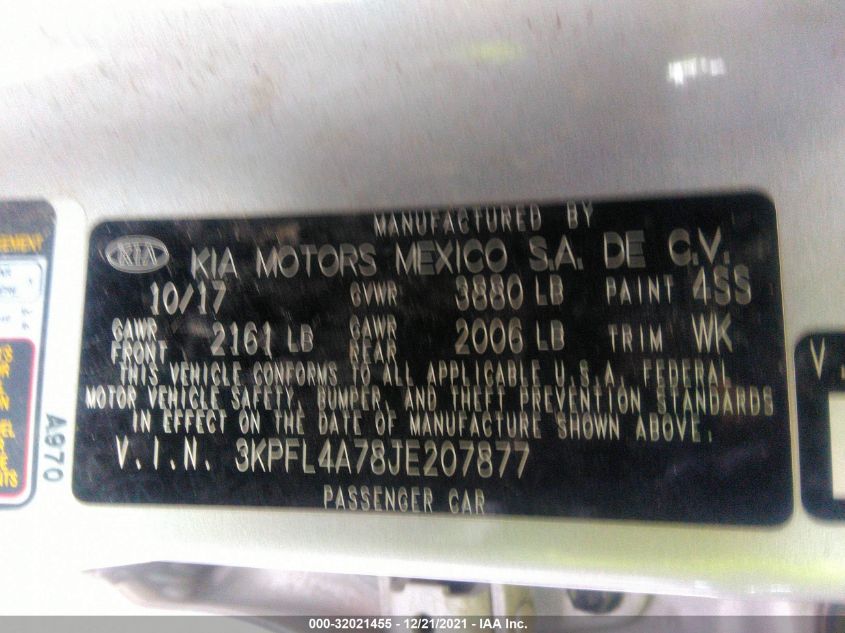 MANUFACTURED BY
KIA KIA MOTORS MEXICO S.A. DE C.V.
10/17 GVWR 3880 LB PAINT 4SS
GAWR FRONT 2161 LB GAWR REAR 2006 LB TRIM WK
THIS VEHICLE CONFORMS TO ALL APPLICABLE U.S.A. FEDERAL
MOTOR VEHICLE SAFETY, BUMPER, AND THEFT PREVENTION STANDARDS
IN EFFECT ON THE DATE OF MANUFACTURE SHOWN ABOVE.
V.I.N. 3KPFL4A78JE207877
PASSENGER CAR
A970
V
000-32021455 - 12/21/2021 - IAA Inc.